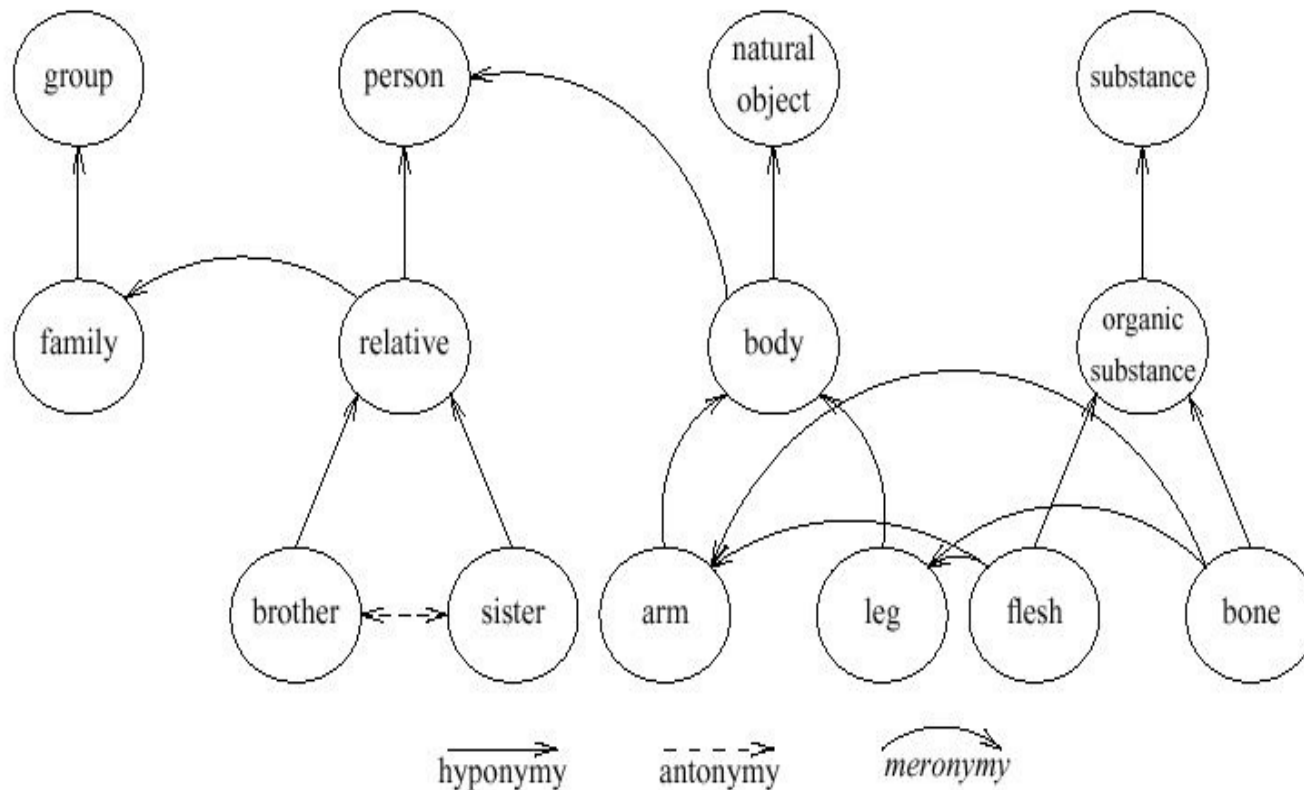 group
person
natural
object
substance
family
relative
body
organic
substance
brother
sister
arm
leg
flesh
bone
hyponymy
antonymy
meronymy